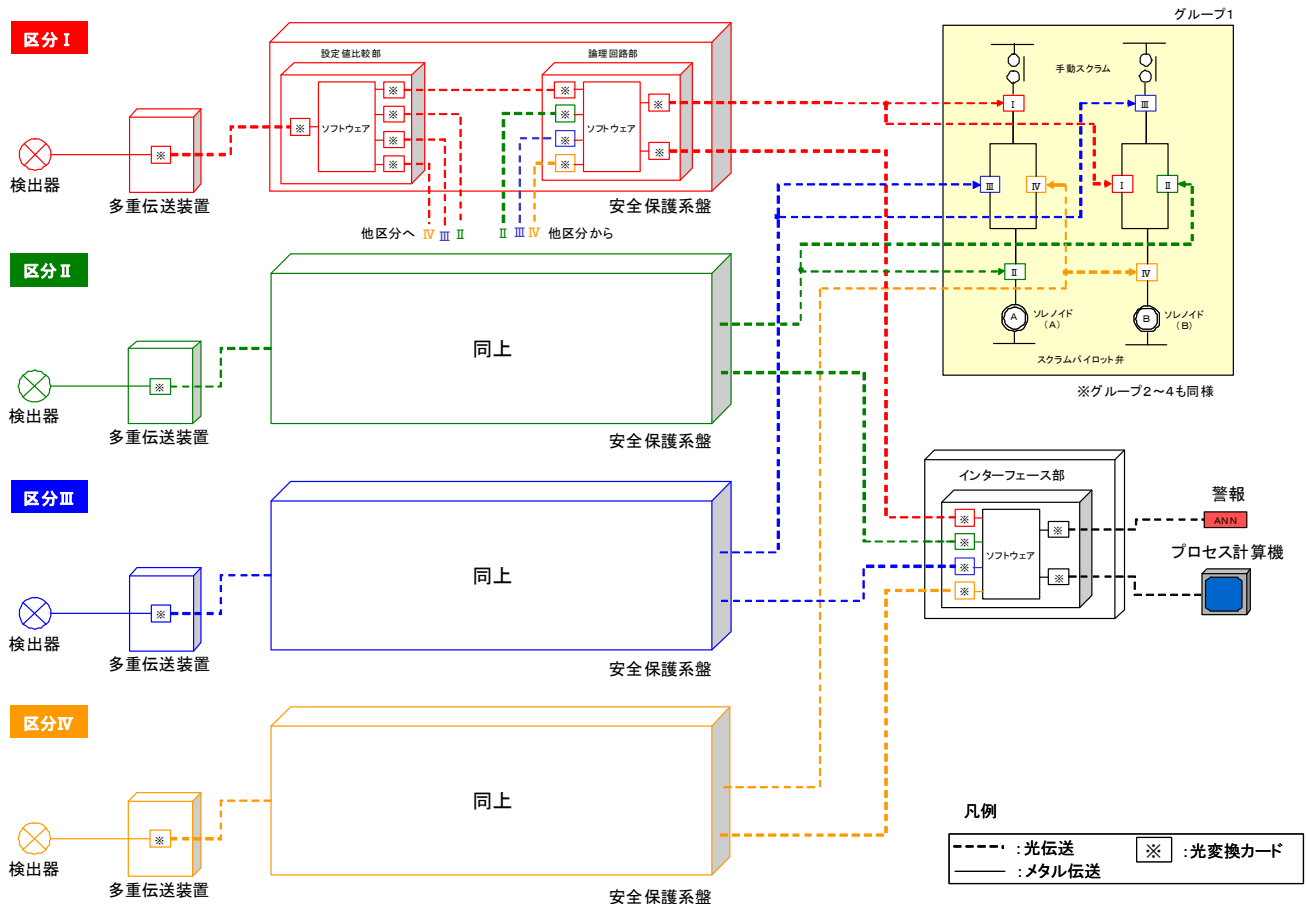 グループ1
区分Ⅰ
設定値比較部
論理回路部
手動スクラム
※
※
※
※
※
※
ソフトウェア
※
※
※
※
ソフトウェア
※
※
Ⅰ
Ⅲ
Ⅲ
Ⅳ
Ⅰ
Ⅱ
検出器
多重伝送装置
安全保護系盤
他区分へ Ⅳ Ⅲ Ⅱ
Ⅱ Ⅲ Ⅳ 他区分から
区分Ⅱ
Ⅱ
Ⅳ
A
ソレノイド
(A)
B
ソレノイド
(B)
スクラムパイロット弁
※グループ2～4も同様
同上
※
検出器
多重伝送装置
安全保護系盤
区分Ⅲ
インターフェース部
警報
ANN
プロセス計算機
※
※
※
※
ソフトウェア
※
※
同上
※
検出器
多重伝送装置
安全保護系盤
区分Ⅳ
同上
※
検出器
多重伝送装置
安全保護系盤
凡例
:光伝送
※ :光変換カード
:メタル伝送